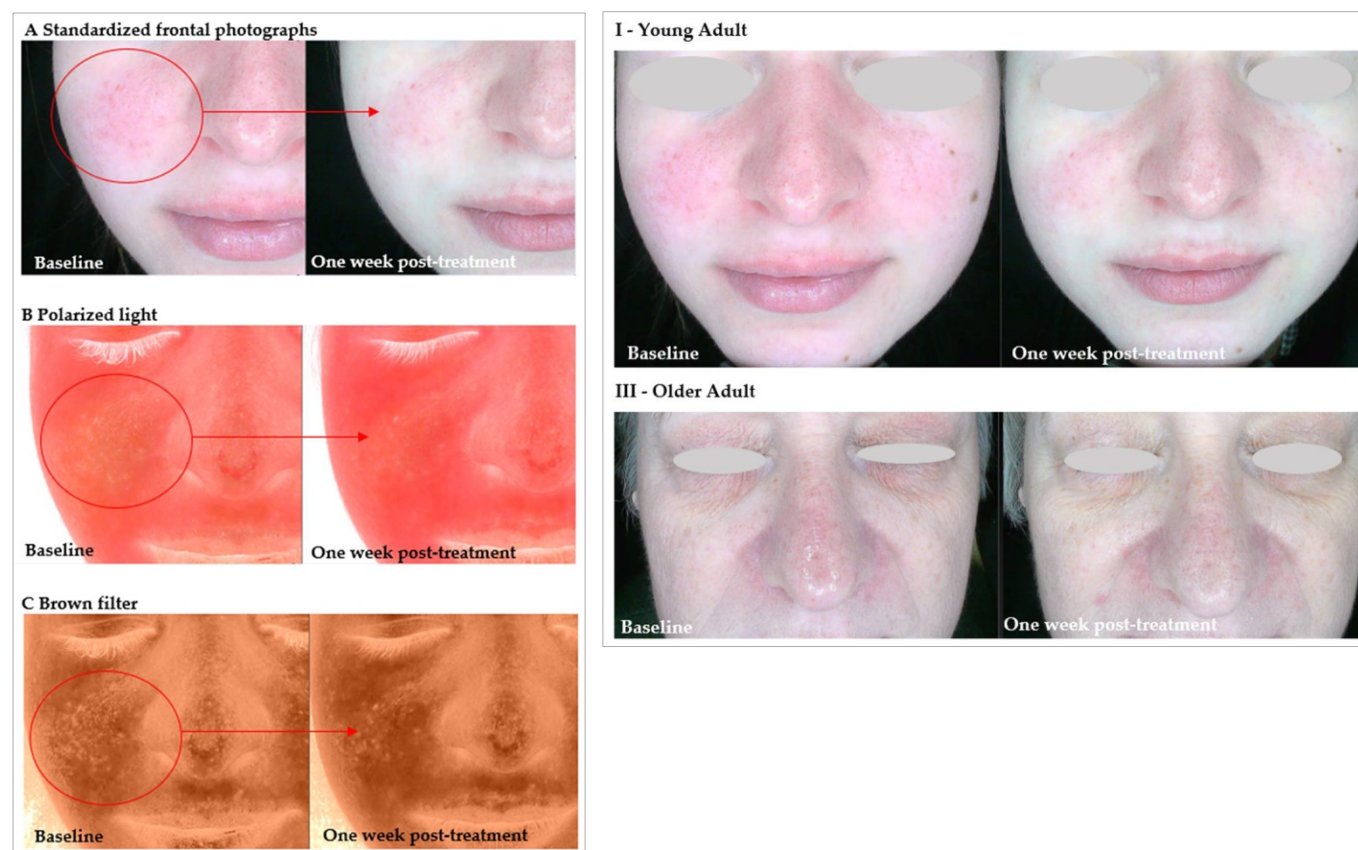 A Standardized frontal photographs
Baseline
One week post-treatment
B Polarized light
Baseline
One week post-treatment
C Brown filter
Baseline
One week post-treatment
I - Young Adult
Baseline
One week post-treatment
III - Older Adult
Baseline
One week post-treatment